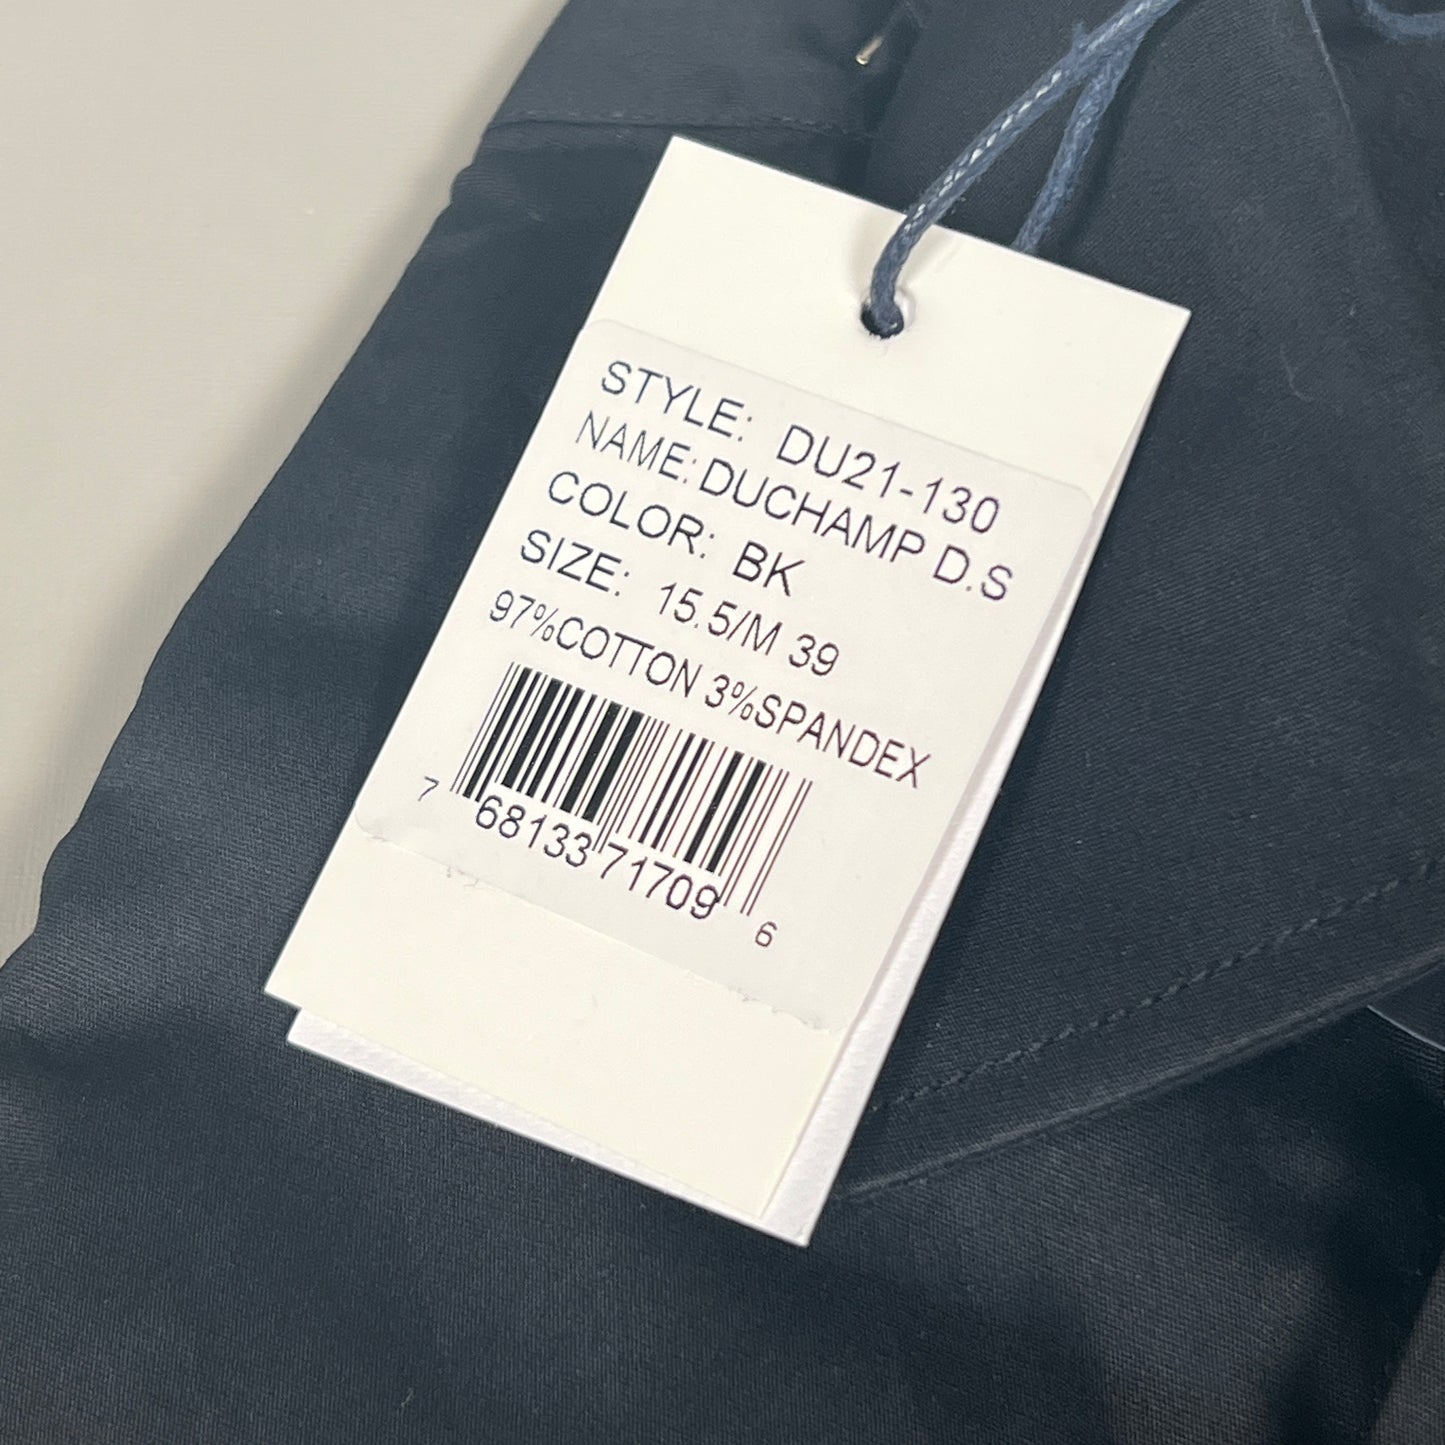 STYLE: DU21-130
NAME: DUCHAMP D.S
COLOR: BK
SIZE: 15.5/M 39
97%COTTON 3%SPANDEX
7 68133 71709 6